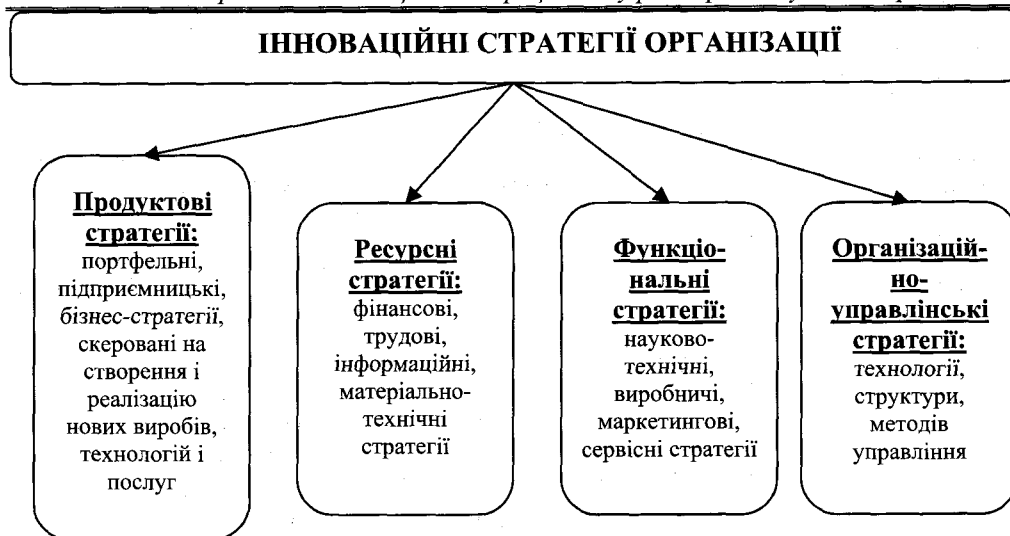 ІННОВАЦІЙНІ СТРАТЕГІЇ ОРГАНІЗАЦІЇ
Продуктові
стратегії:
портфельні,
підприємницькі,
бізнес-стратегії,
скеровані на
створення і
реалізацію
нових виробів,
технологій і
послуг
Ресурсні
стратегії:
фінансові,
трудові,
інформаційні,
матеріально-
технічні
стратегії
Функціо-
нальні
стратегії:
науково-
технічні,
виробничі,
маркетингові,
сервісні стратегії
Організацій-
но-
управлінські
стратегії:
технології,
структури,
методів
управління